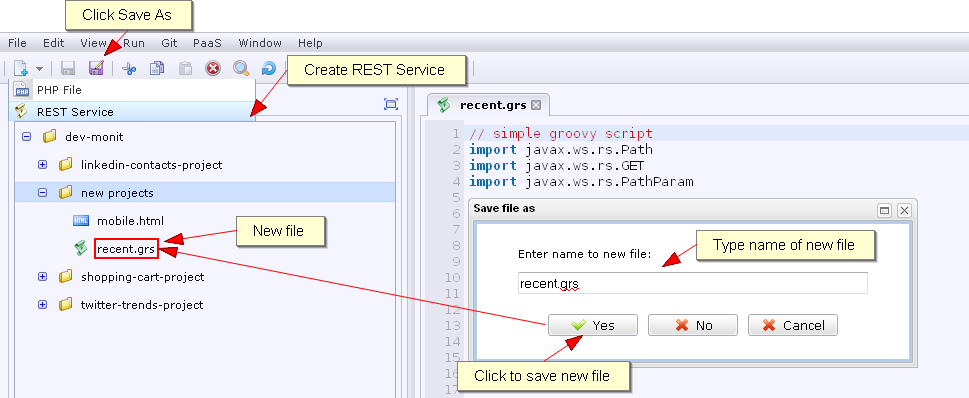 Click Save As
File Edit View Run Git PaaS Window Help
Create REST Service
PHP
PHP File
REST Service
recent.grs
dev-monit
linkedin-contacts-project
new projects
HTML mobile.html
New file
recent.grs
shopping-cart-project
twitter-trends-project
1 // simple groovy script
2 import javax.ws.rs.Path
3 import javax.ws.rs.GET
4 import javax.ws.rs.PathParam
5
6
7
8
9
10
11
12
13
14
15
16
17
Save file as
Type name of new file
Enter name to new file:
recent.grs
Yes No Cancel
Click to save new file